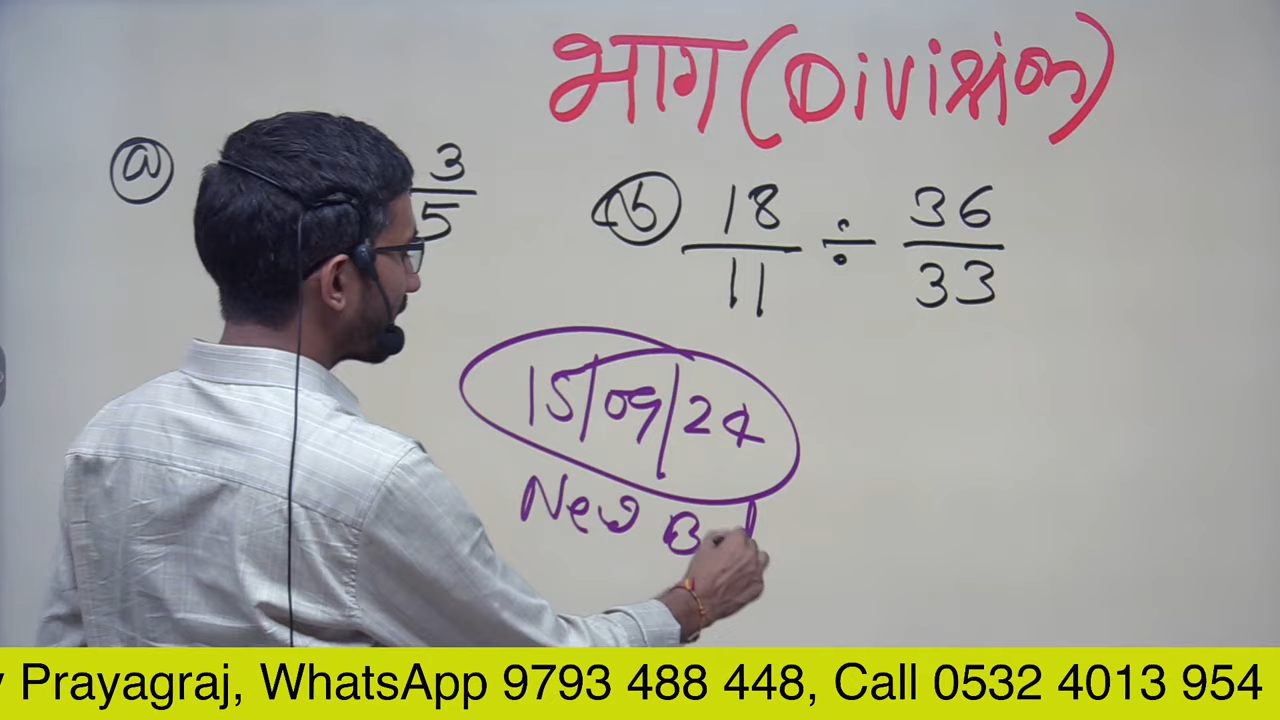 भाग (Division)
a 3/5
b 18/11 ÷ 36/33
15/09/24
New
Prayagraj, WhatsApp 9793 488 448, Call 0532 4013 954